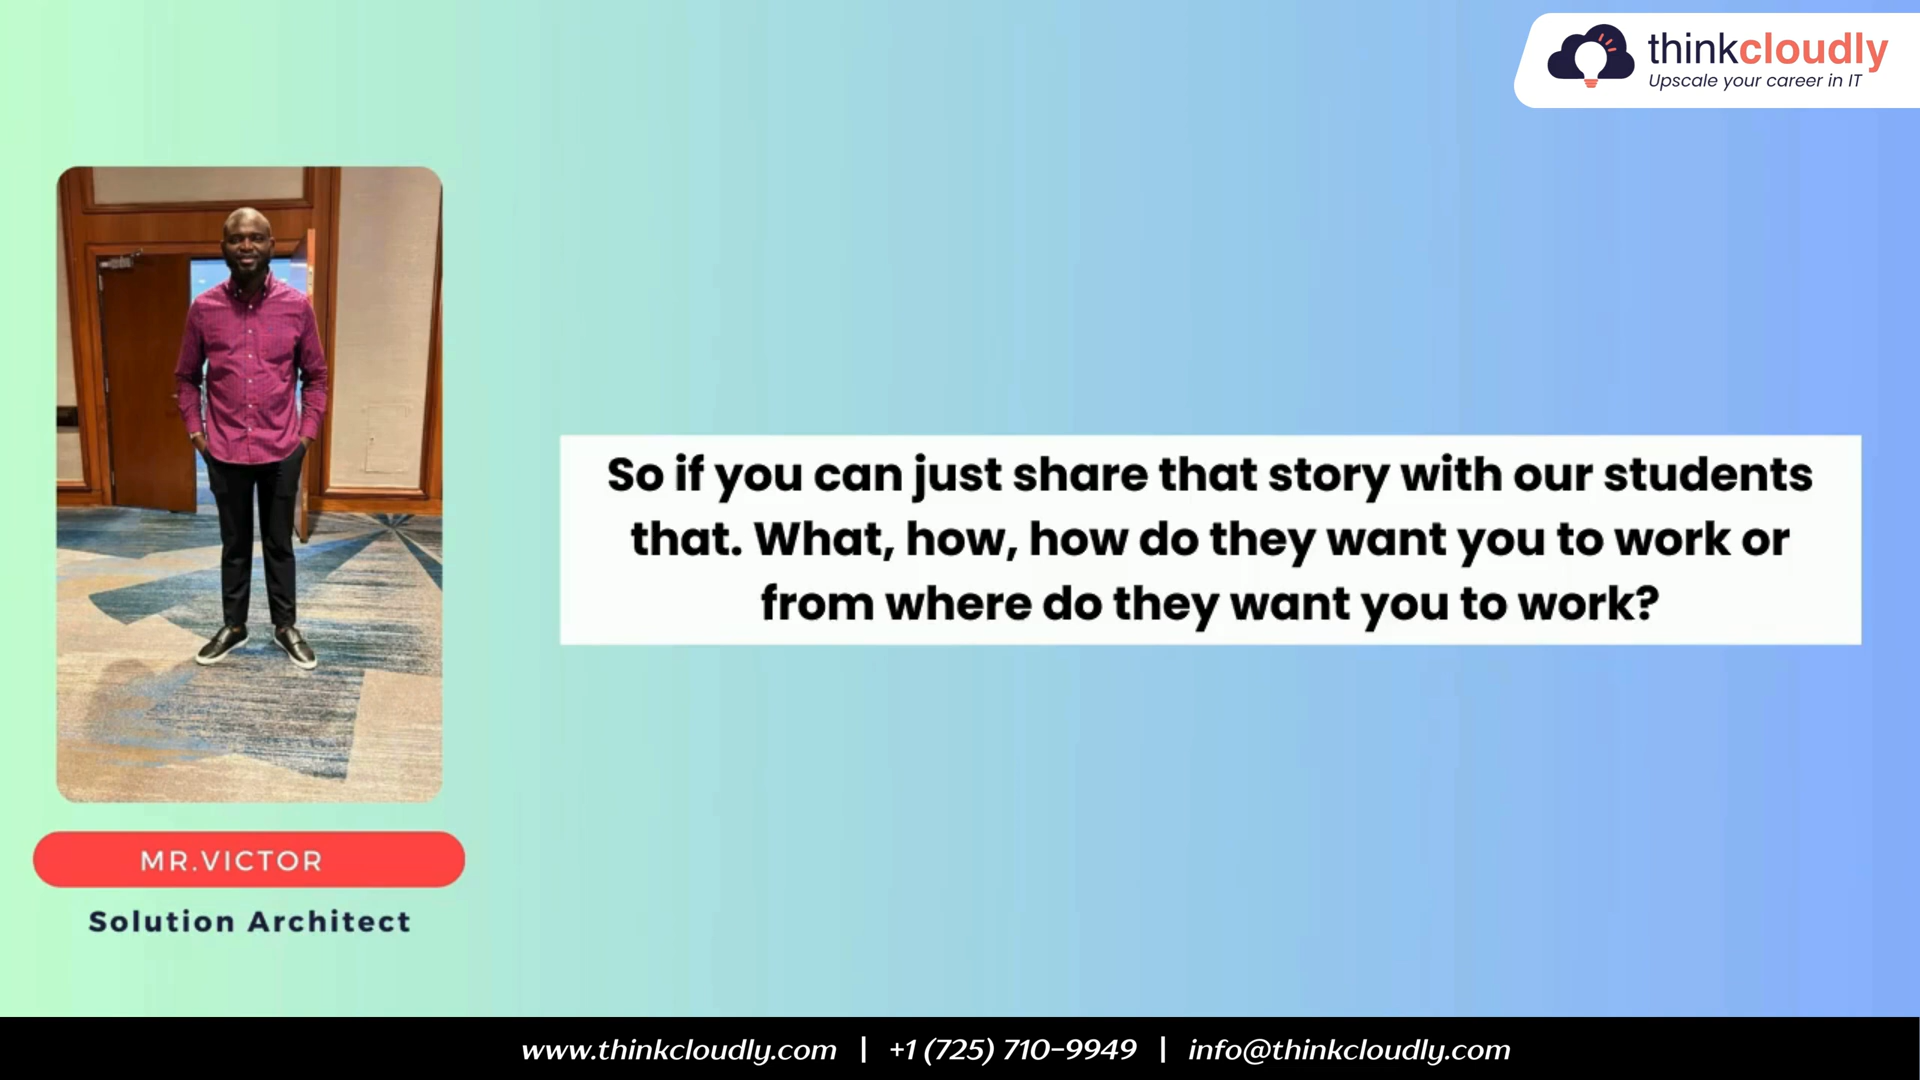 thinkcloudly
Upscale your career in IT
So if you can just share that story with our students
that. What, how, how do they want you to work or
from where do they want you to work?
MR.VICTOR
Solution Architect
www.thinkcloudly.com | +1 (725) 710-9949 | info@thinkcloudly.com